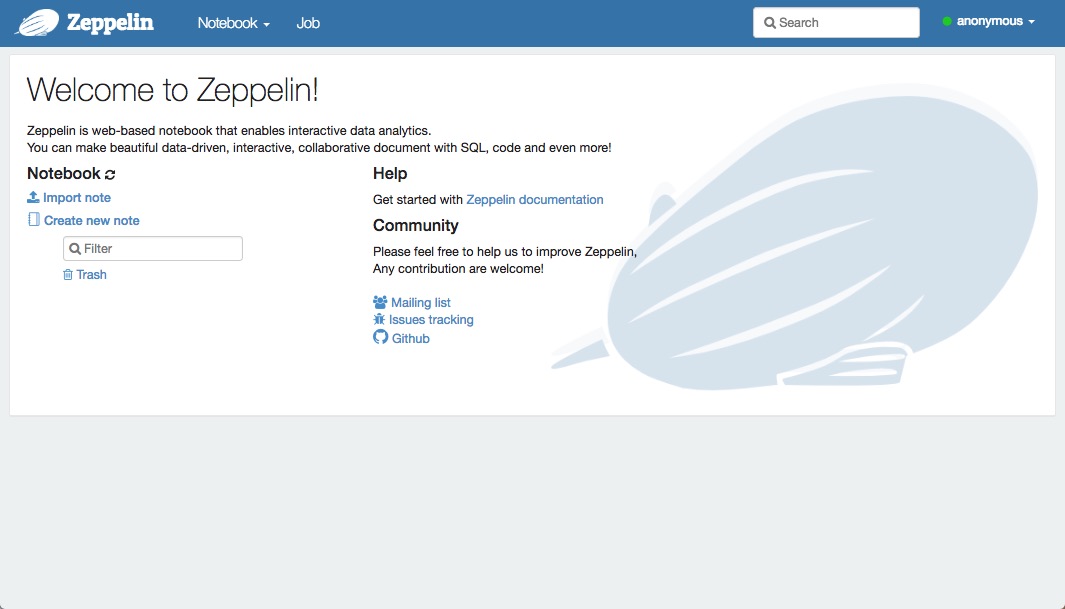 Zeppelin Notebook Job Search anonymous
Welcome to Zeppelin!
Zeppelin is web-based notebook that enables interactive data analytics.
You can make beautiful data-driven, interactive, collaborative document with SQL, code and even more!
Notebook
Import note
Create new note
Filter
Trash
Help
Get started with Zeppelin documentation
Community
Please feel free to help us to improve Zeppelin,
Any contribution are welcome!
Mailing list
Issues tracking
Github